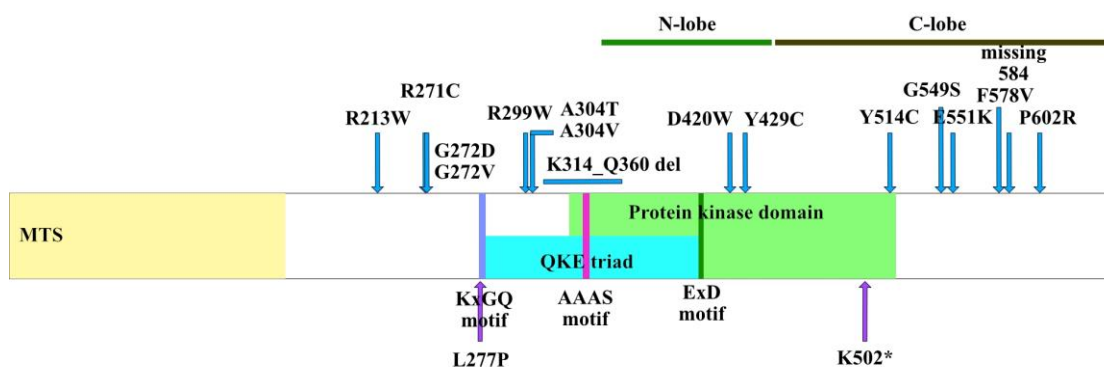 N-lobe
C-lobe
missing
584
F578V
G549S
R271C
R213W
R299W
A304T
A304V
D420W
Y429C
Y514C
E551K
P602R
G272D
G272V
K314_Q360 del
MTS
Protein kinase domain
QKE triad
KxGQ
motif
AAAS
motif
ExD
motif
L277P
K502*